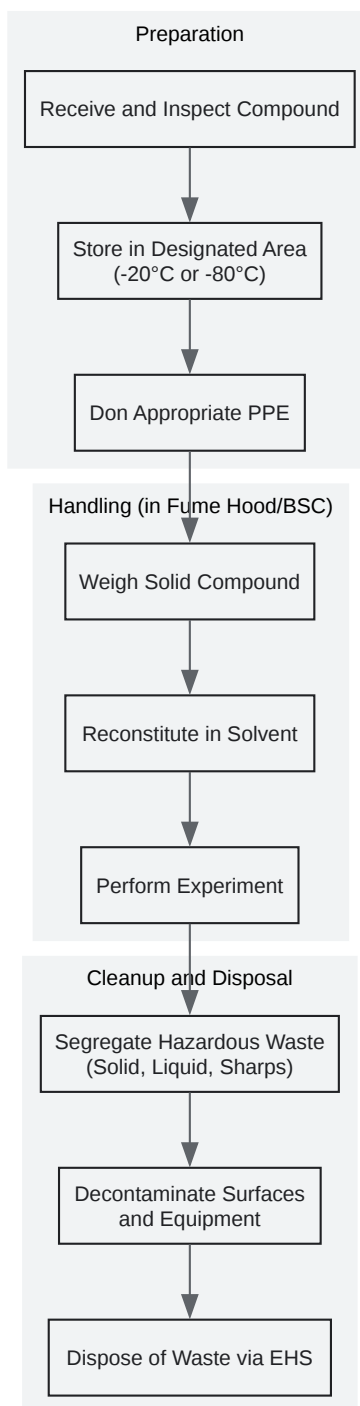 Preparation
Receive and Inspect Compound
Store in Designated Area
(-20°C or -80°C)
Don Appropriate PPE
Handling (in Fume Hood/BSC)
Weigh Solid Compound
Reconstitute in Solvent
Perform Experiment
Cleanup and Disposal
Segregate Hazardous Waste
(Solid, Liquid, Sharps)
Decontaminate Surfaces
and Equipment
Dispose of Waste via EHS